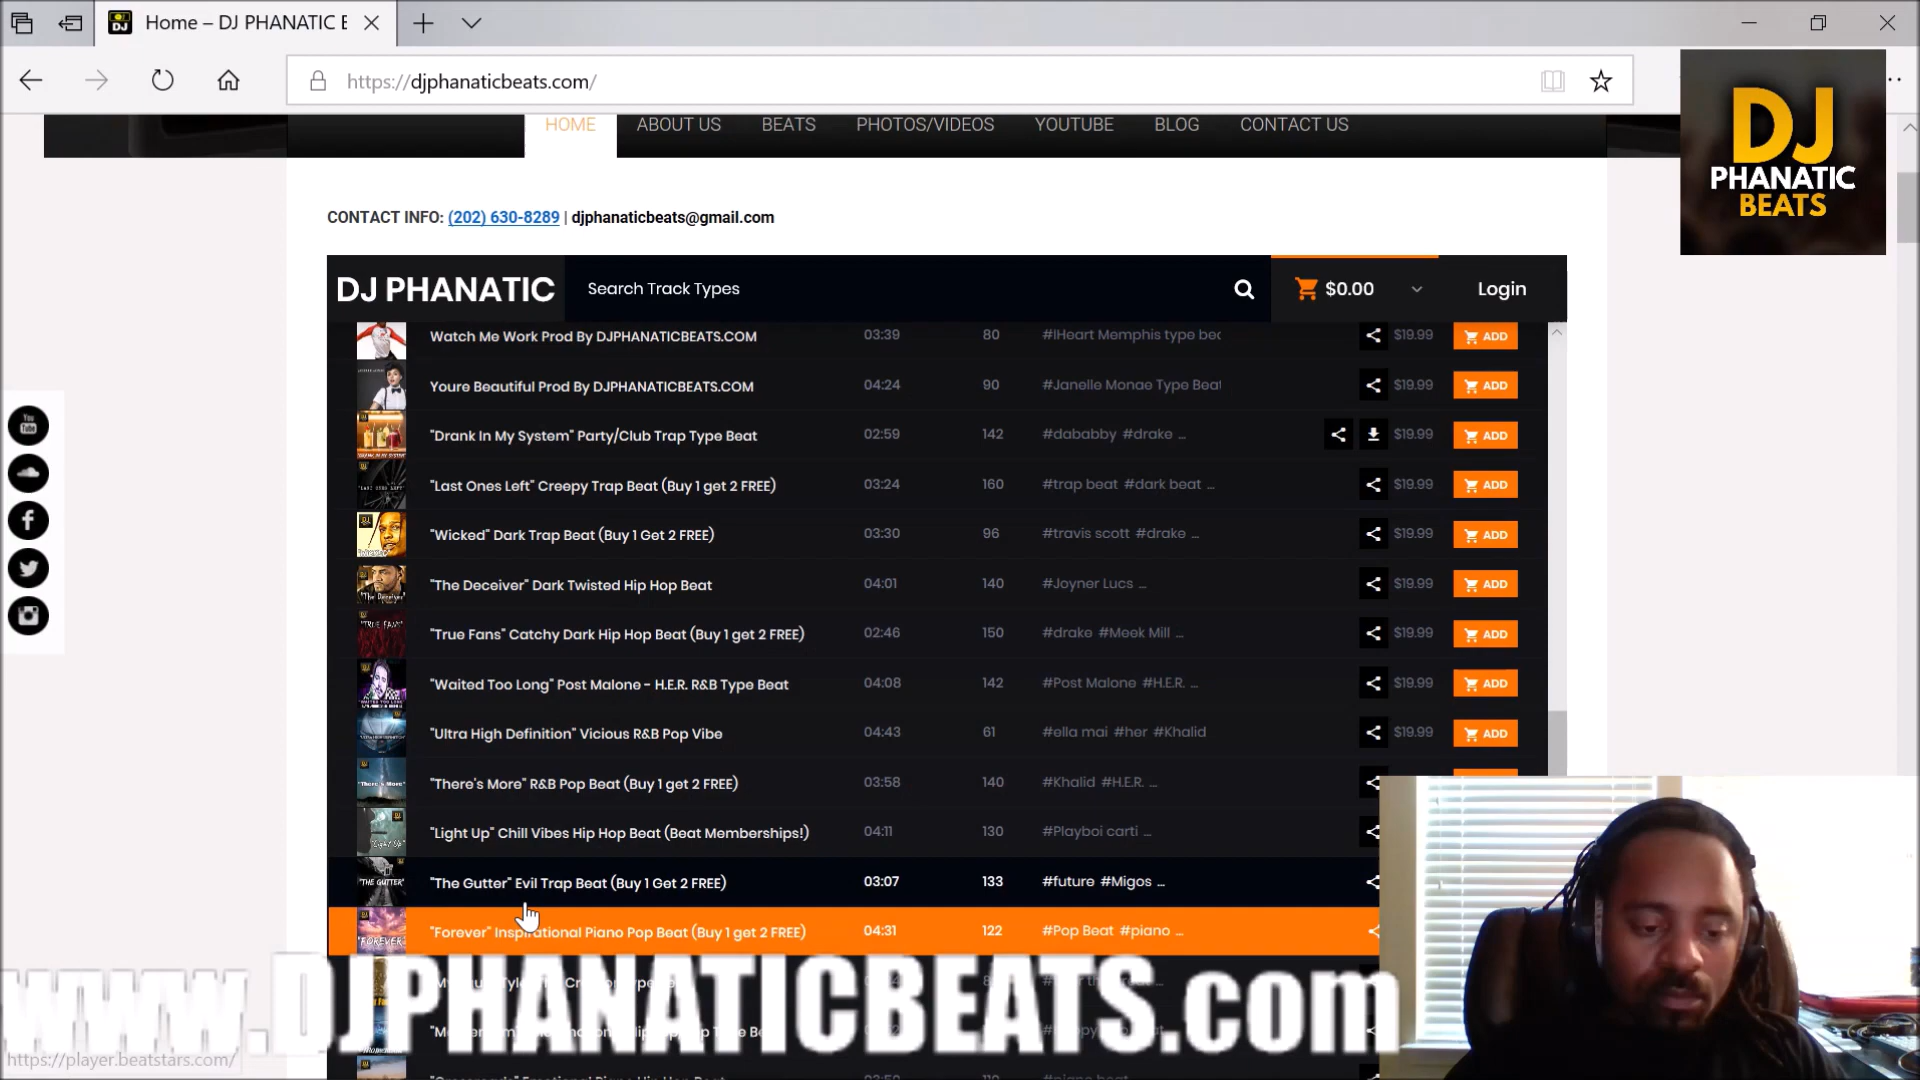 Home – DJ PHANATIC E
https://djphanaticbeats.com/
HOME ABOUT US BEATS PHOTOS/VIDEOS YOUTUBE BLOG CONTACT US
DJ
PHANATIC
BEATS
CONTACT INFO: (202) 630-8289 | djphanaticbeats@gmail.com
DJ PHANATIC Search Track Types $0.00 Login
Watch Me Work Prod By DJPHANATICBEATS.COM 03:39 80 #IHeart Memphis type bec $19.99 ADD
Youre Beautiful Prod By DJPHANATICBEATS.COM 04:24 90 #Janelle Monae Type Beat $19.99 ADD
"Drank In My System" Party/Club Trap Type Beat 02:59 142 #dababby #drake ... $19.99 ADD
"Last Ones Left" Creepy Trap Beat (Buy 1 get 2 FREE) 03:24 160 #trap beat #dark beat ... $19.99 ADD
"Wicked" Dark Trap Beat (Buy 1 Get 2 FREE) 03:30 96 #travis scott #drake ... $19.99 ADD
"The Deceiver" Dark Twisted Hip Hop Beat 04:01 140 #Joyner Lucs ... $19.99 ADD
"True Fans" Catchy Dark Hip Hop Beat (Buy 1 get 2 FREE) 02:46 150 #drake #Meek Mill ... $19.99 ADD
"Waited Too Long" Post Malone - H.E.R. R&B Type Beat 04:08 142 #Post Malone #H.E.R. ... $19.99 ADD
"Ultra High Definition" Vicious R&B Pop Vibe 04:43 61 #ella mai #her #Khalid $19.99 ADD
"There's More" R&B Pop Beat (Buy 1 get 2 FREE) 03:58 140 #Khalid #H.E.R. ...
"Light Up" Chill Vibes Hip Hop Beat (Beat Memberships!) 04:11 130 #Playboi carti ...
"The Gutter" Evil Trap Beat (Buy 1 Get 2 FREE) 03:07 133 #future #Migos ...
"Forever" Inspirational Piano Pop Beat (Buy 1 get 2 FREE) 04:31 122 #Pop Beat #piano ...
www.DJPHANATICBEATS.com
https://player.beatstars.com/